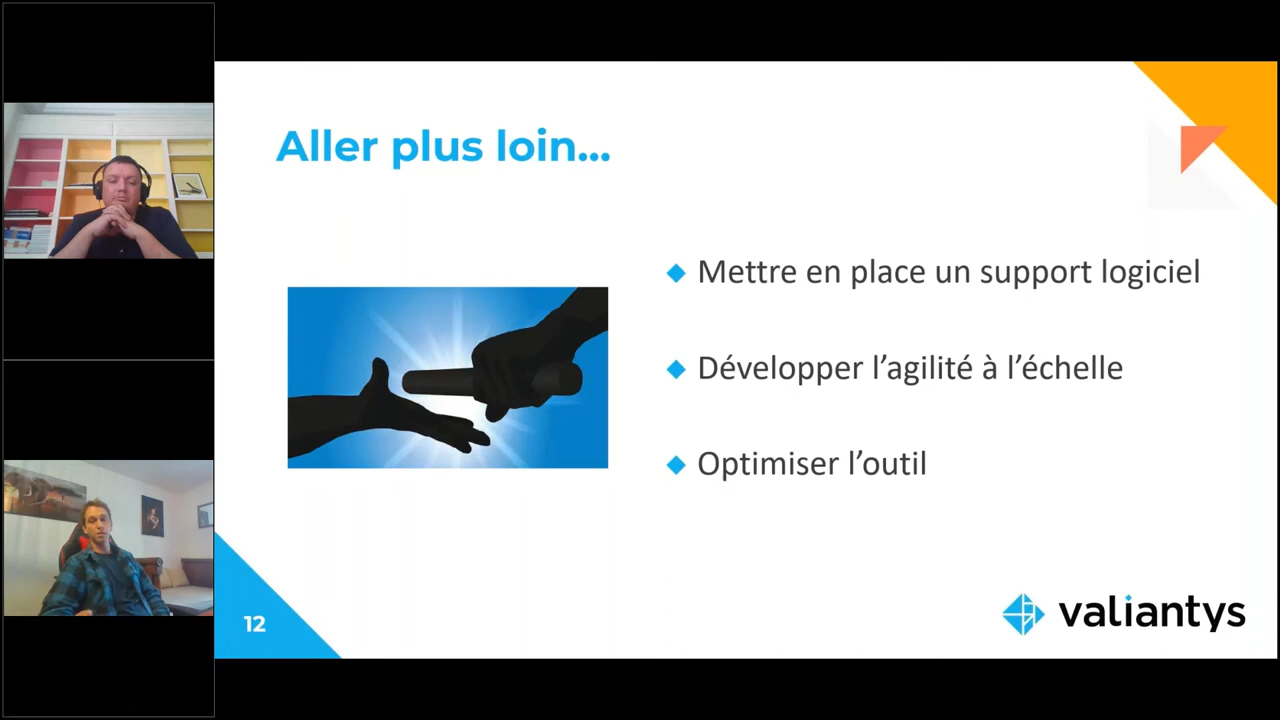 Aller plus loin...
Mettre en place un support logiciel
Développer l’agilité à l’échelle
Optimiser l’outil
12
valiantys